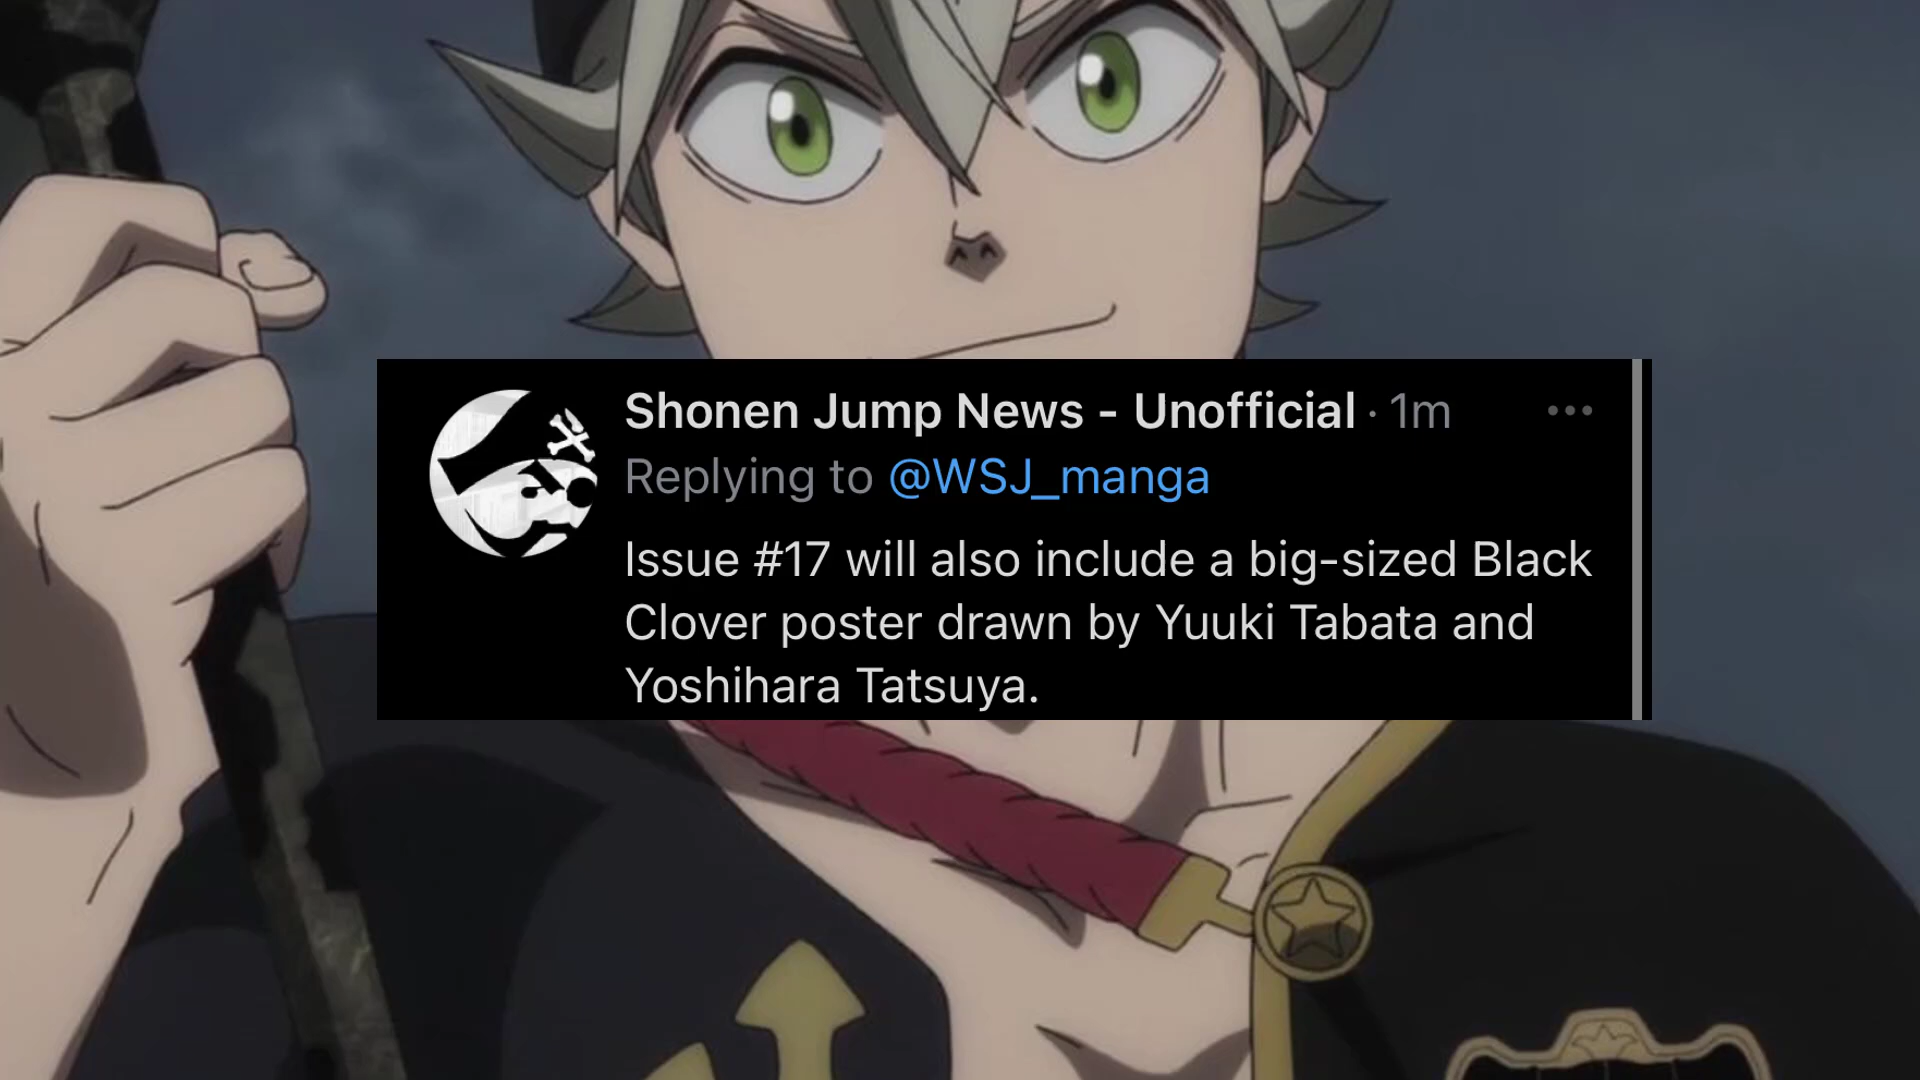 Shonen Jump News - Unofficial · 1m
Replying to @WSJ_manga
Issue #17 will also include a big-sized Black
Clover poster drawn by Yuuki Tabata and
Yoshihara Tatsuya.